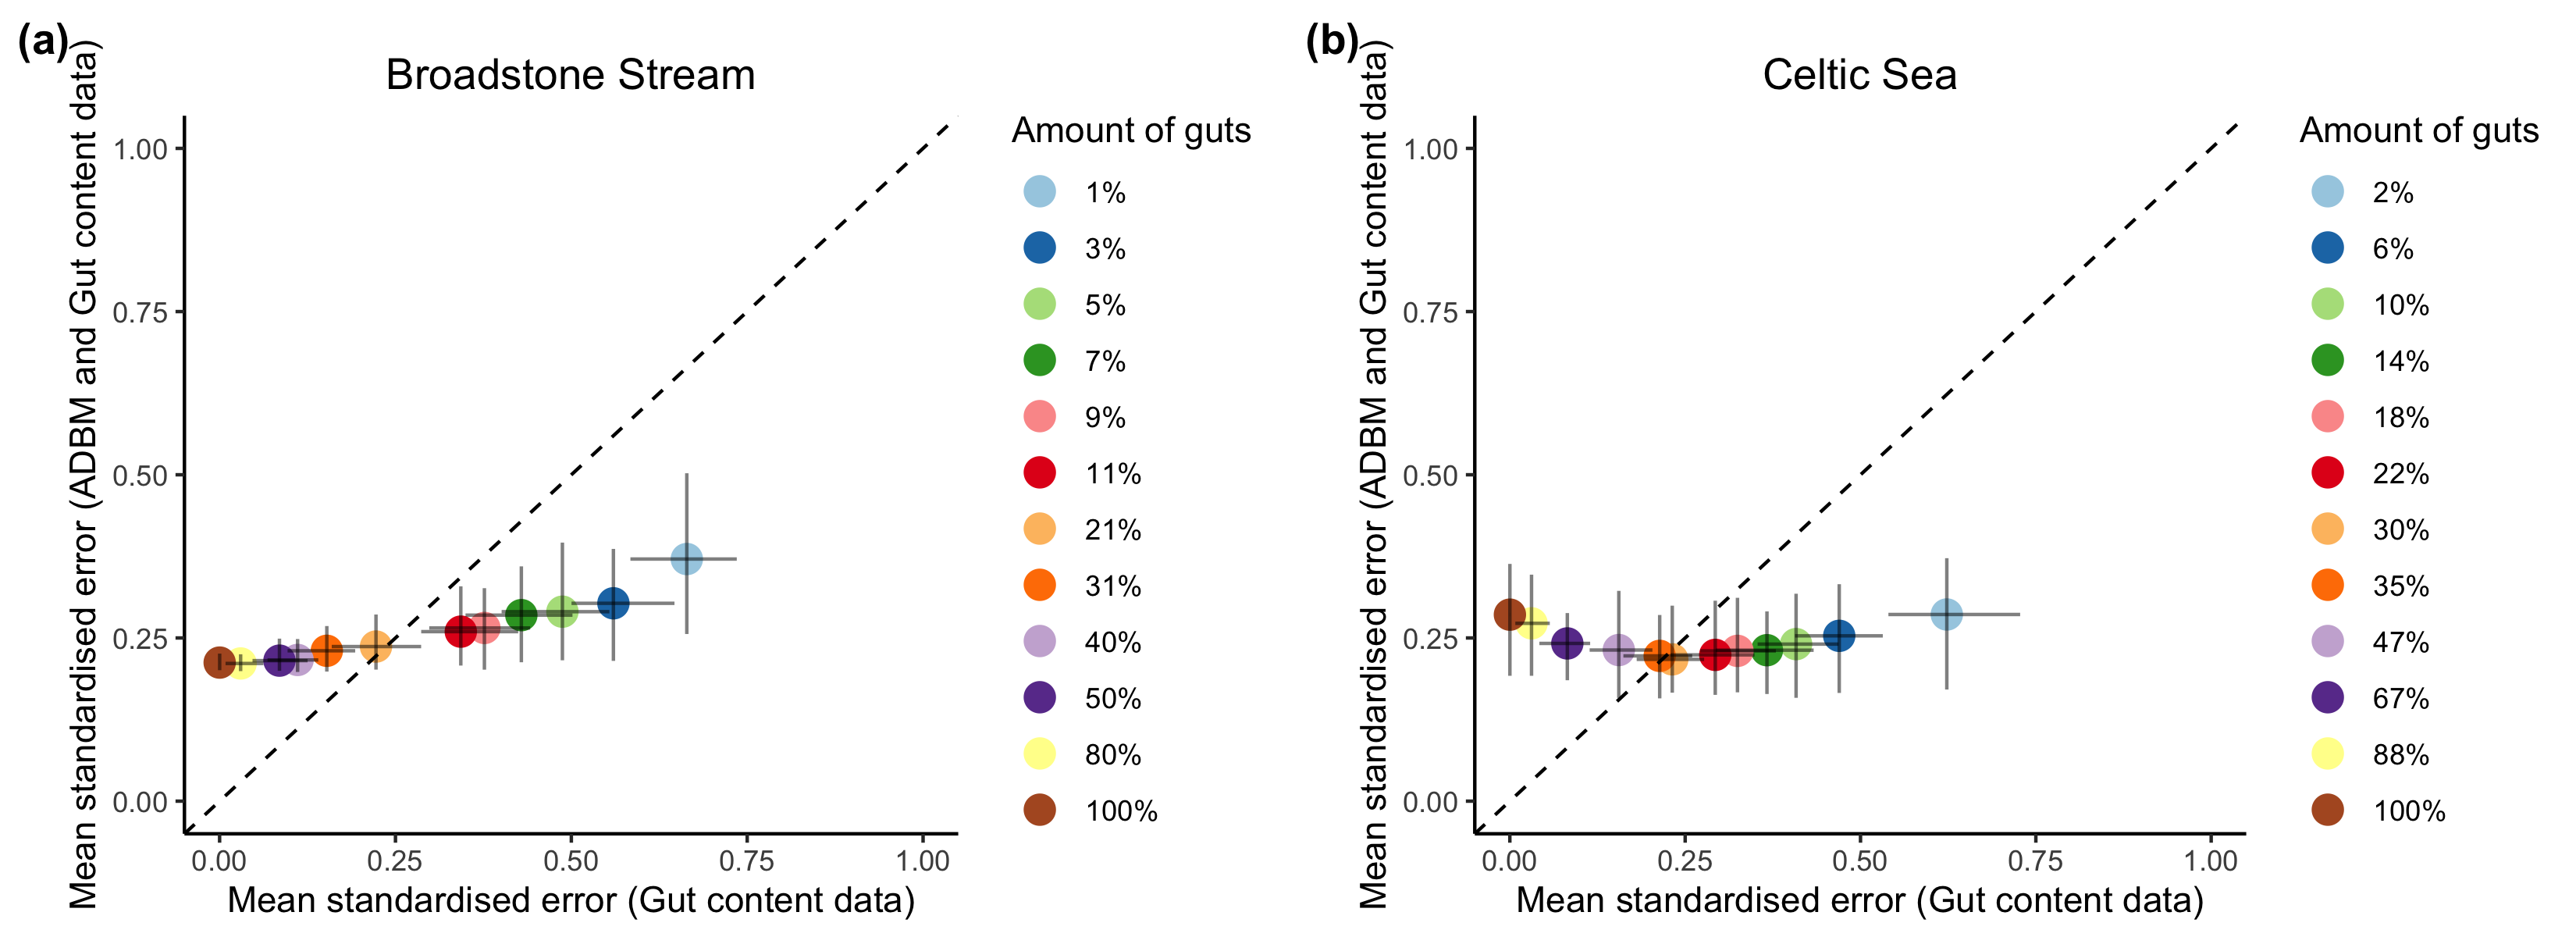 (a)
Broadstone Stream
Mean standardised error (ADBM and Gut content data)
1.00
0.75
0.50
0.25
0.00
0.00 0.25 0.50 0.75 1.00
Mean standardised error (Gut content data)
Amount of guts
1%
3%
5%
7%
9%
11%
21%
31%
40%
50%
80%
100%
(b)
Celtic Sea
Mean standardised error (ADBM and Gut content data)
1.00
0.75
0.50
0.25
0.00
0.00 0.25 0.50 0.75 1.00
Mean standardised error (Gut content data)
Amount of guts
2%
6%
10%
14%
18%
22%
30%
35%
47%
67%
88%
100%